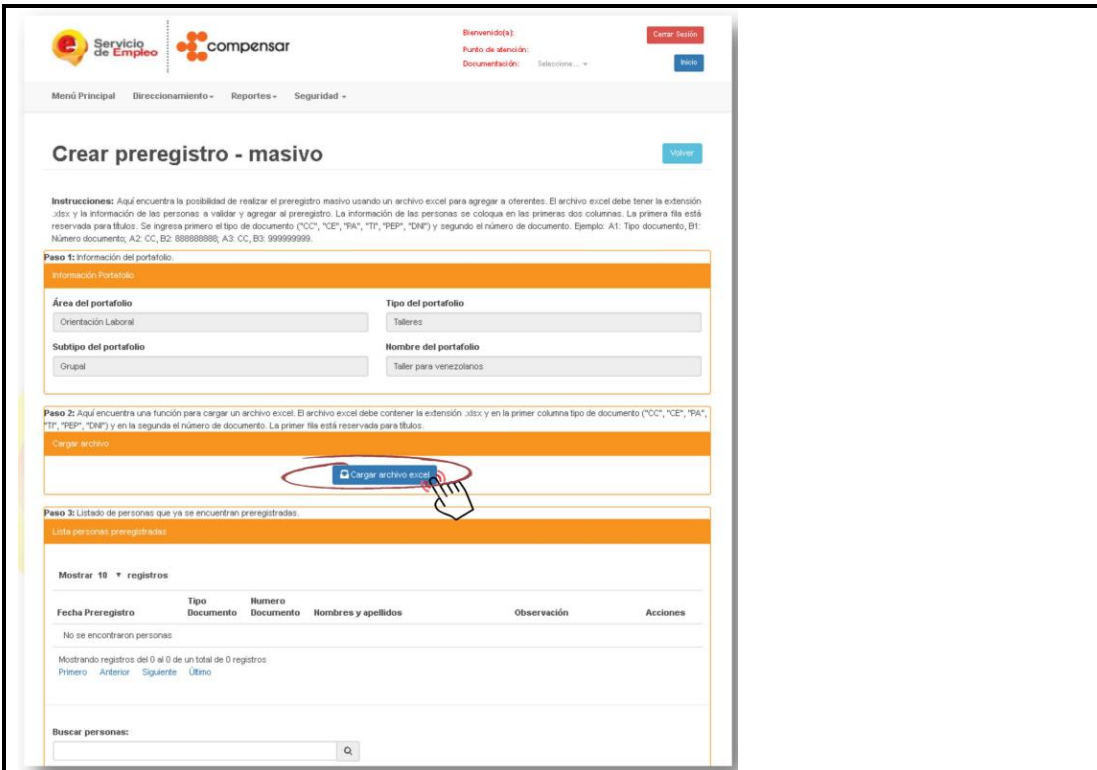 Servicio
de Empleo
compensar
Bienvenido(a):
Punto de atención:
Documentación: Seleccione...
Cerrar Sesión
Inicio
Menú Principal Direccionamiento Reportes Seguridad
Crear preregistro - masivo
Volver
Instrucciones: Aquí encuentra la posibilidad de realizar el preregistro masivo usando un archivo excel para agregar a oferentes. El archivo excel debe tener la extensión
.xlsx y la información de las personas a validar y agregar al preregistro. La información de las personas se coloca en las primeras dos columnas. La primera fila está
reservada para títulos. Se ingresa primero el tipo de documento ("CC", "CE", "PA", "TI", "PEP", "DNI") y segundo el número de documento. Ejemplo: A1: Tipo documento, B1:
Número documento; A2: CC, B2: 888888888; A3: CC, B3: 999999999.
Paso 1: Información del portafolio.
Información Portafolio
Área del portafolio Tipo del portafolio
Orientación Laboral Talleres
Subtipo del portafolio Nombre del portafolio
Grupal Taller para venezolanos
Paso 2: Aquí encuentra una función para cargar un archivo excel. El archivo excel debe contener la extensión .xlsx y en la primer columna tipo de documento ("CC", "CE", "PA",
"TI", "PEP", "DNI") y en la segunda el número de documento. La primer fila está reservada para títulos.
Cargar archivo
Cargar archivo excel
Paso 3: Listado de personas que ya se encuentran preregistradas.
Lista personas preregistradas
Mostrar 10 registros
Fecha Preregistro Tipo Documento Numero Documento Nombres y apellidos Observación Acciones
No se encontraron personas
Mostrando registros del 0 al 0 de un total de 0 registros
Primero Anterior Siguiente Último
Buscar personas: